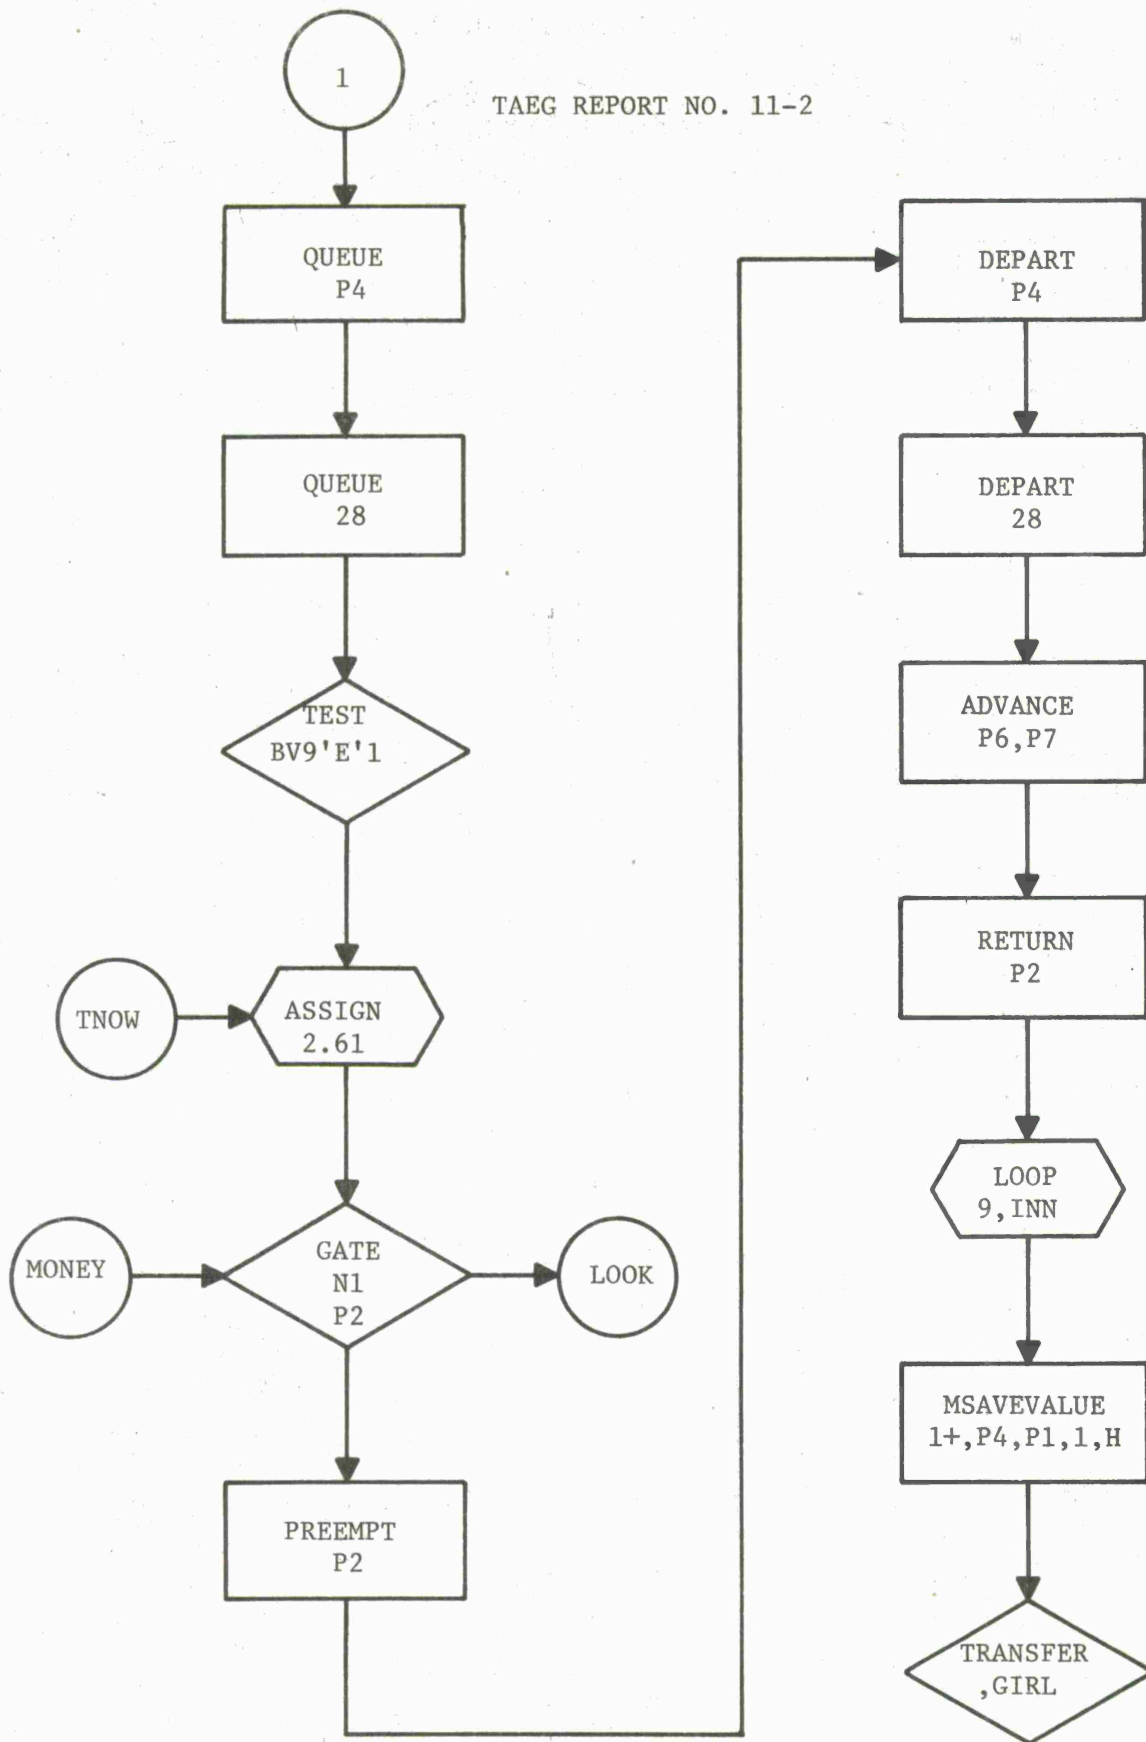 1
TAEG REPORT NO. 11-2
QUEUE
P4
QUEUE
28
TEST
BV9'E'1
TNOW
ASSIGN
2.61
MONEY
GATE
N1
P2
LOOK
PREEMPT
P2
DEPART
P4
DEPART
28
ADVANCE
P6,P7
RETURN
P2
LOOP
9,INN
MSAVEVALUE
1+,P4,P1,1,H
TRANSFER
,GIRL